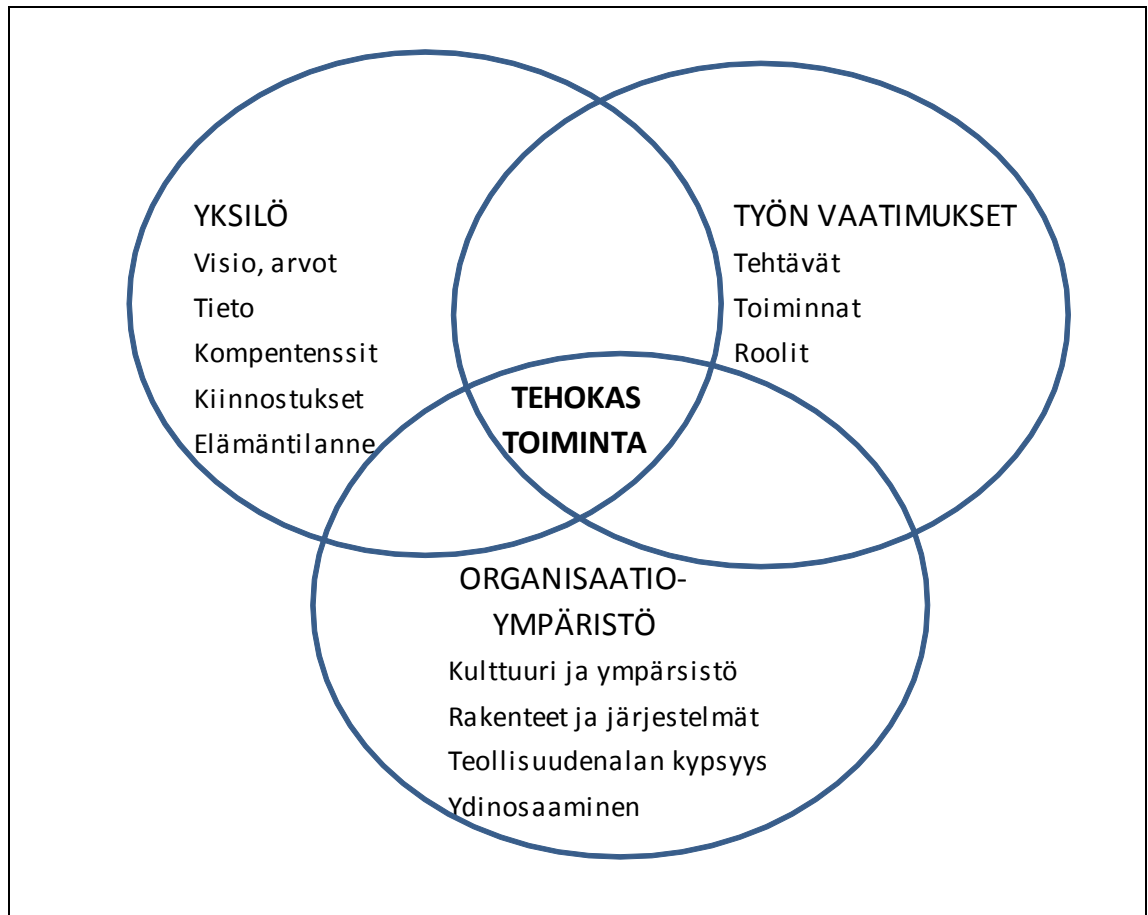 YKSILÖ
Visio, arvot
Tieto
Kompentenssit
Kiinnostukset
Elämäntilanne
TYÖN VAATIMUKSET
Tehtävät
Toiminnat
Roolit
TEHOKAS
TOIMINTA
ORGANISAATIO-
YMPÄRISTÖ
Kulttuuri ja ympärsistö
Rakenteet ja järjestelmät
Teollisuudenalan kypsyys
Ydinosaaminen